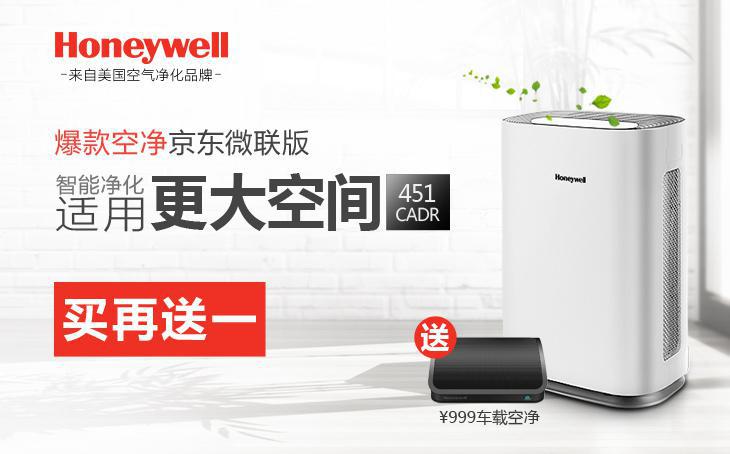 Honeywell
-来自美国空气净化品牌-
爆款空净京东微联版
智能净化
适用更大空间
451
CADR
买再送一
送
¥999车载空净
Honeywell
Honeywell